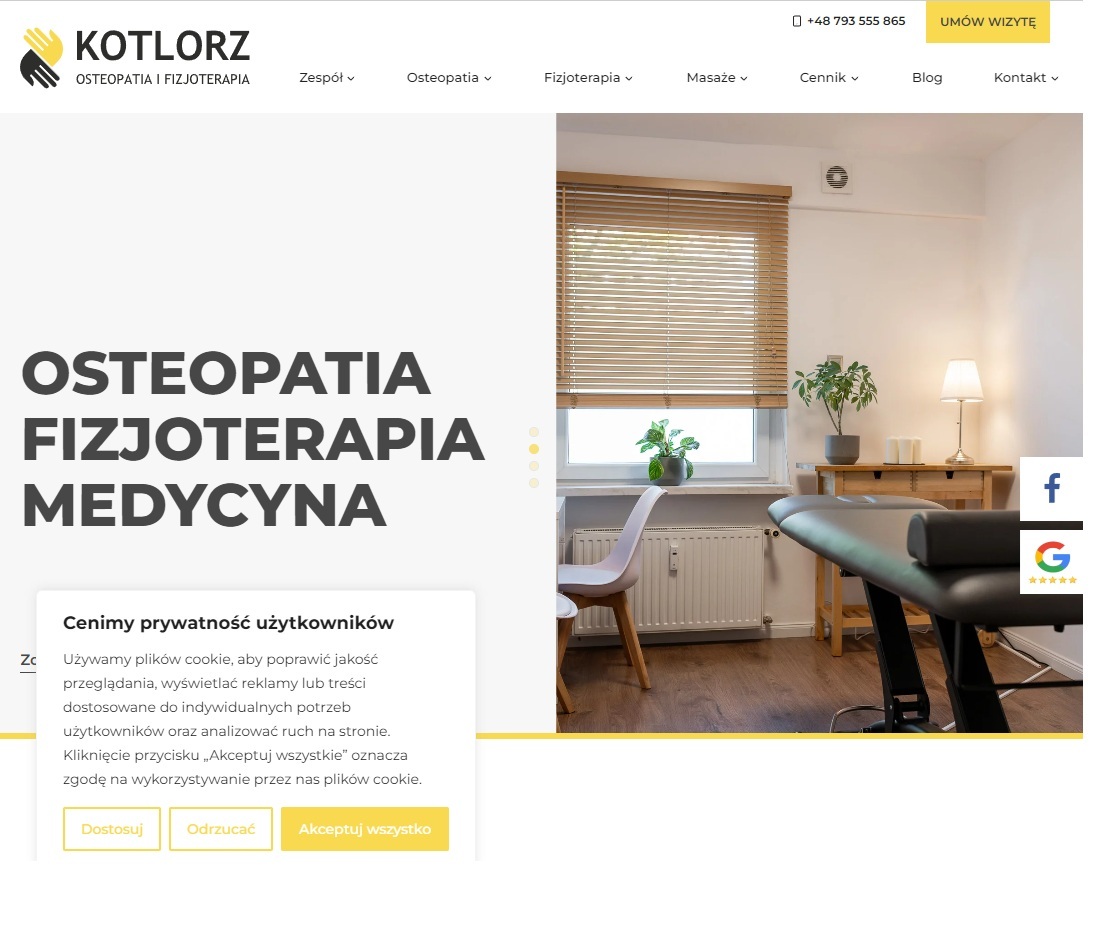 +48 793 555 865
UMÓW WIZYTĘ
KOTLORZ
OSTEOPATIA I FIZJOTERAPIA
Zespół
Osteopatia
Fizjoterapia
Masaże
Cennik
Blog
Kontakt
OSTEOPATIA
FIZJOTERAPIA
MEDYCYNA
Cenimy prywatność użytkowników
Używamy plików cookie, aby poprawić jakość
przeglądania, wyświetlać reklamy lub treści
dostosowane do indywidualnych potrzeb
użytkowników oraz analizować ruch na stronie.
Kliknięcie przycisku „Akceptuj wszystkie” oznacza
zgodę na wykorzystywanie przez nas plików cookie.
Dostosuj
Odrzucać
Akceptuj wszystko